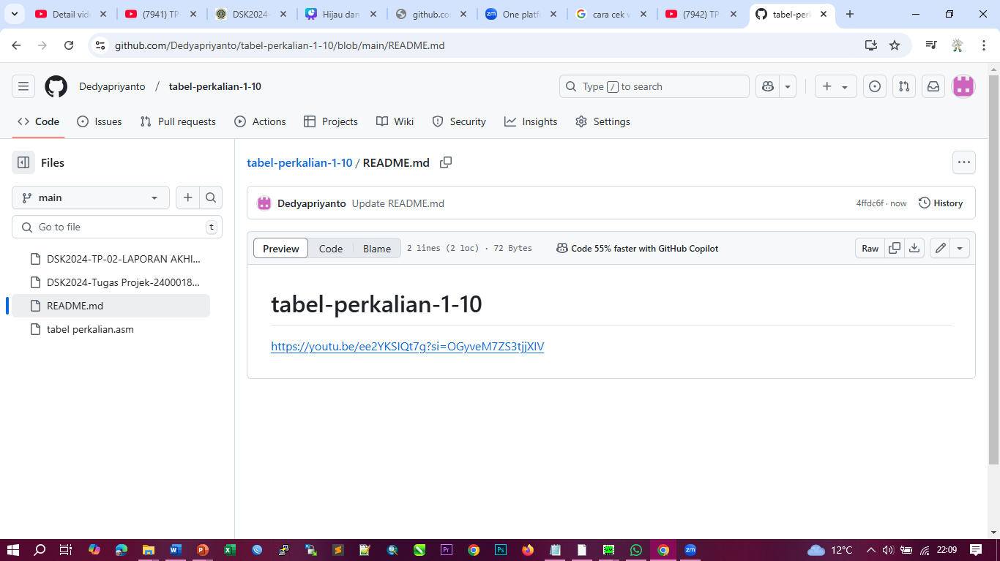 Detail vid
(7941) TP
DSK2024-
Hijau dan
github.co
One platf
cara cek v
(7942) TP
tabel-perk
github.com/Dedyapriyanto/tabel-perkalian-1-10/blob/main/README.md
Dedyapriyanto / tabel-perkalian-1-10
Type / to search
Code Issues Pull requests Actions Projects Wiki Security Insights Settings
Files
main
Go to file t
DSK2024-TP-02-LAPORAN AKHI...
DSK2024-Tugas Projek-2400018...
README.md
tabel perkalian.asm
tabel-perkalian-1-10 / README.md
Dedyapriyanto Update README.md
4ffdc6f · now History
Preview Code Blame 2 lines (2 loc) · 72 Bytes Code 55% faster with GitHub Copilot Raw
tabel-perkalian-1-10
https://youtu.be/ee2YKSIQt7g?si=OGyveM7ZS3tjjXIV
12°C 22:09